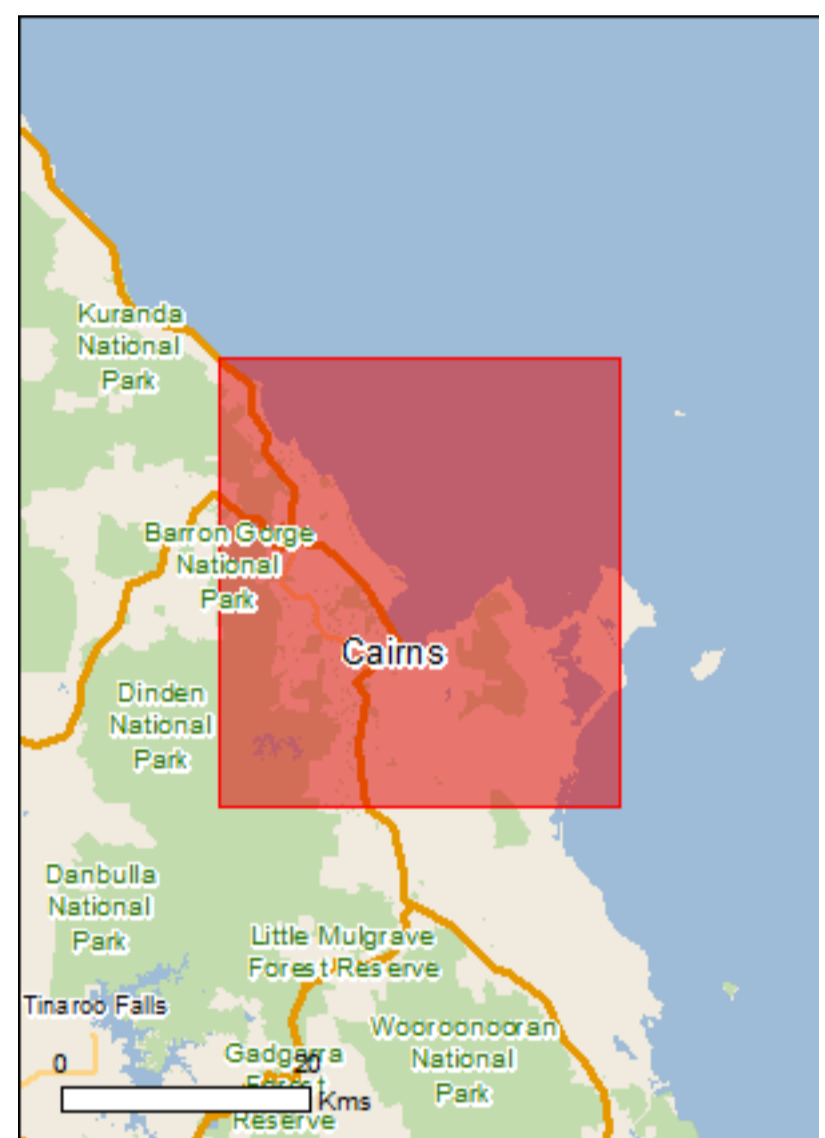 Kuranda
National
Park
Barron Gorge
National
Park
Cairns
Dinden
National
Park
Danbulla
National
Park
Little Mulgrave
Forest Reserve
Tinaroo Falls
Wooroonooran
National
Park
Gadgarra
Forest
Reserve
0 20
Kms